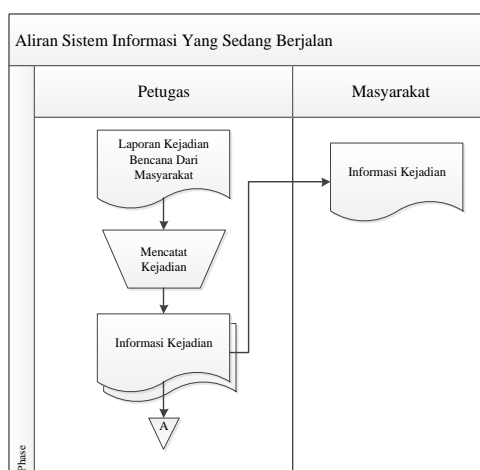 Aliran Sistem Informasi Yang Sedang Berjalan
Petugas
Masyarakat
Laporan Kejadian
Bencana Dari
Masyarakat
Informasi Kejadian
Mencatat
Kejadian
Informasi Kejadian
A
Phase